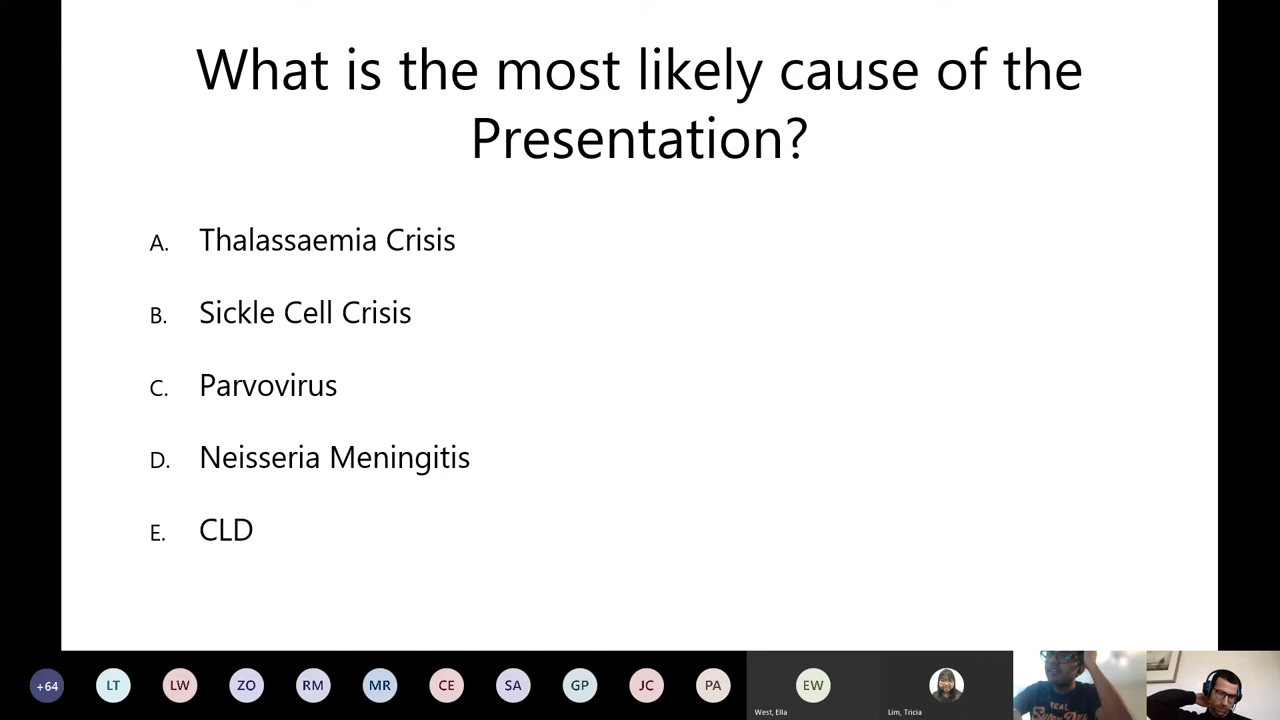 What is the most likely cause of the
Presentation?
A. Thalassaemia Crisis
B. Sickle Cell Crisis
C. Parvovirus
D. Neisseria Meningitis
E. CLD
+64 LT LW ZO RM MR CE SA GP JC PA EW
West, Ella
Lim, Tricia
REAL